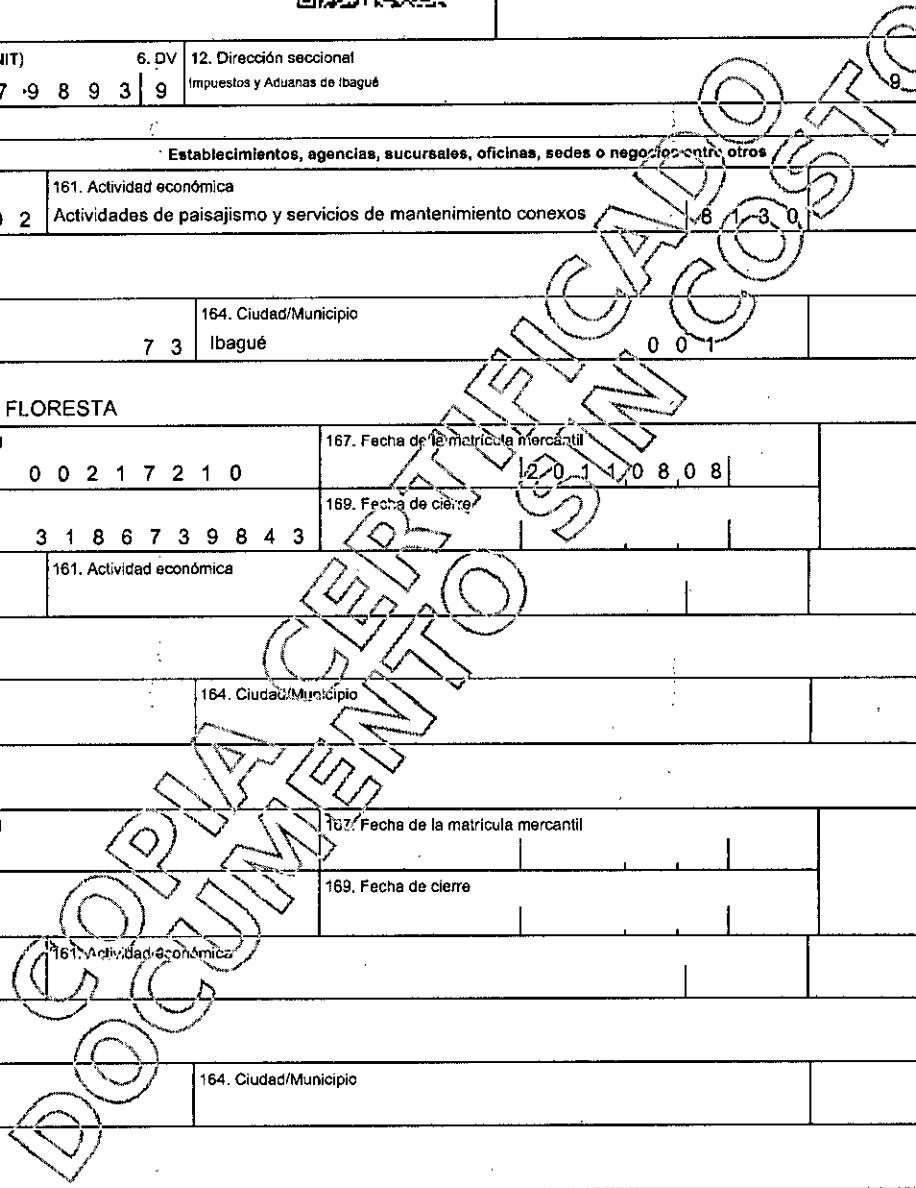 NIT) 6. DV 12. Dirección seccional
7 9 8 9 3 9 Impuestos y Aduanas de Ibagué 9
Establecimientos, agencias, sucursales, oficinas, sedes o negocios entre otros
161. Actividad económica
2 Actividades de paisajismo y servicios de mantenimiento conexos 8 1 3 0
164. Ciudad/Municipio
7 3 Ibagué 0 0 1
FLORESTA
167. Fecha de la matrícula mercantil
0 0 2 1 7 2 1 0 2 0 1 1 0 8 0 8
169. Fecha de cierre
3 1 8 6 7 3 9 8 4 3
161. Actividad económica
164. Ciudad/Municipio
167. Fecha de la matrícula mercantil
169. Fecha de cierre
161. Actividad económica
164. Ciudad/Municipio
COPIA CERTIFICADO
DOCUMENTO SIN COSTO